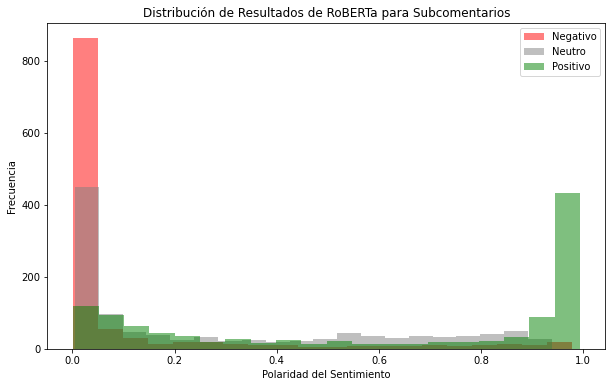 Distribución de Resultados de RoBERTa para Subcomentarios
Negativo
Neutro
Positivo
Frecuencia
800
600
400
200
0
0.0 0.2 0.4 0.6 0.8 1.0
Polaridad del Sentimiento